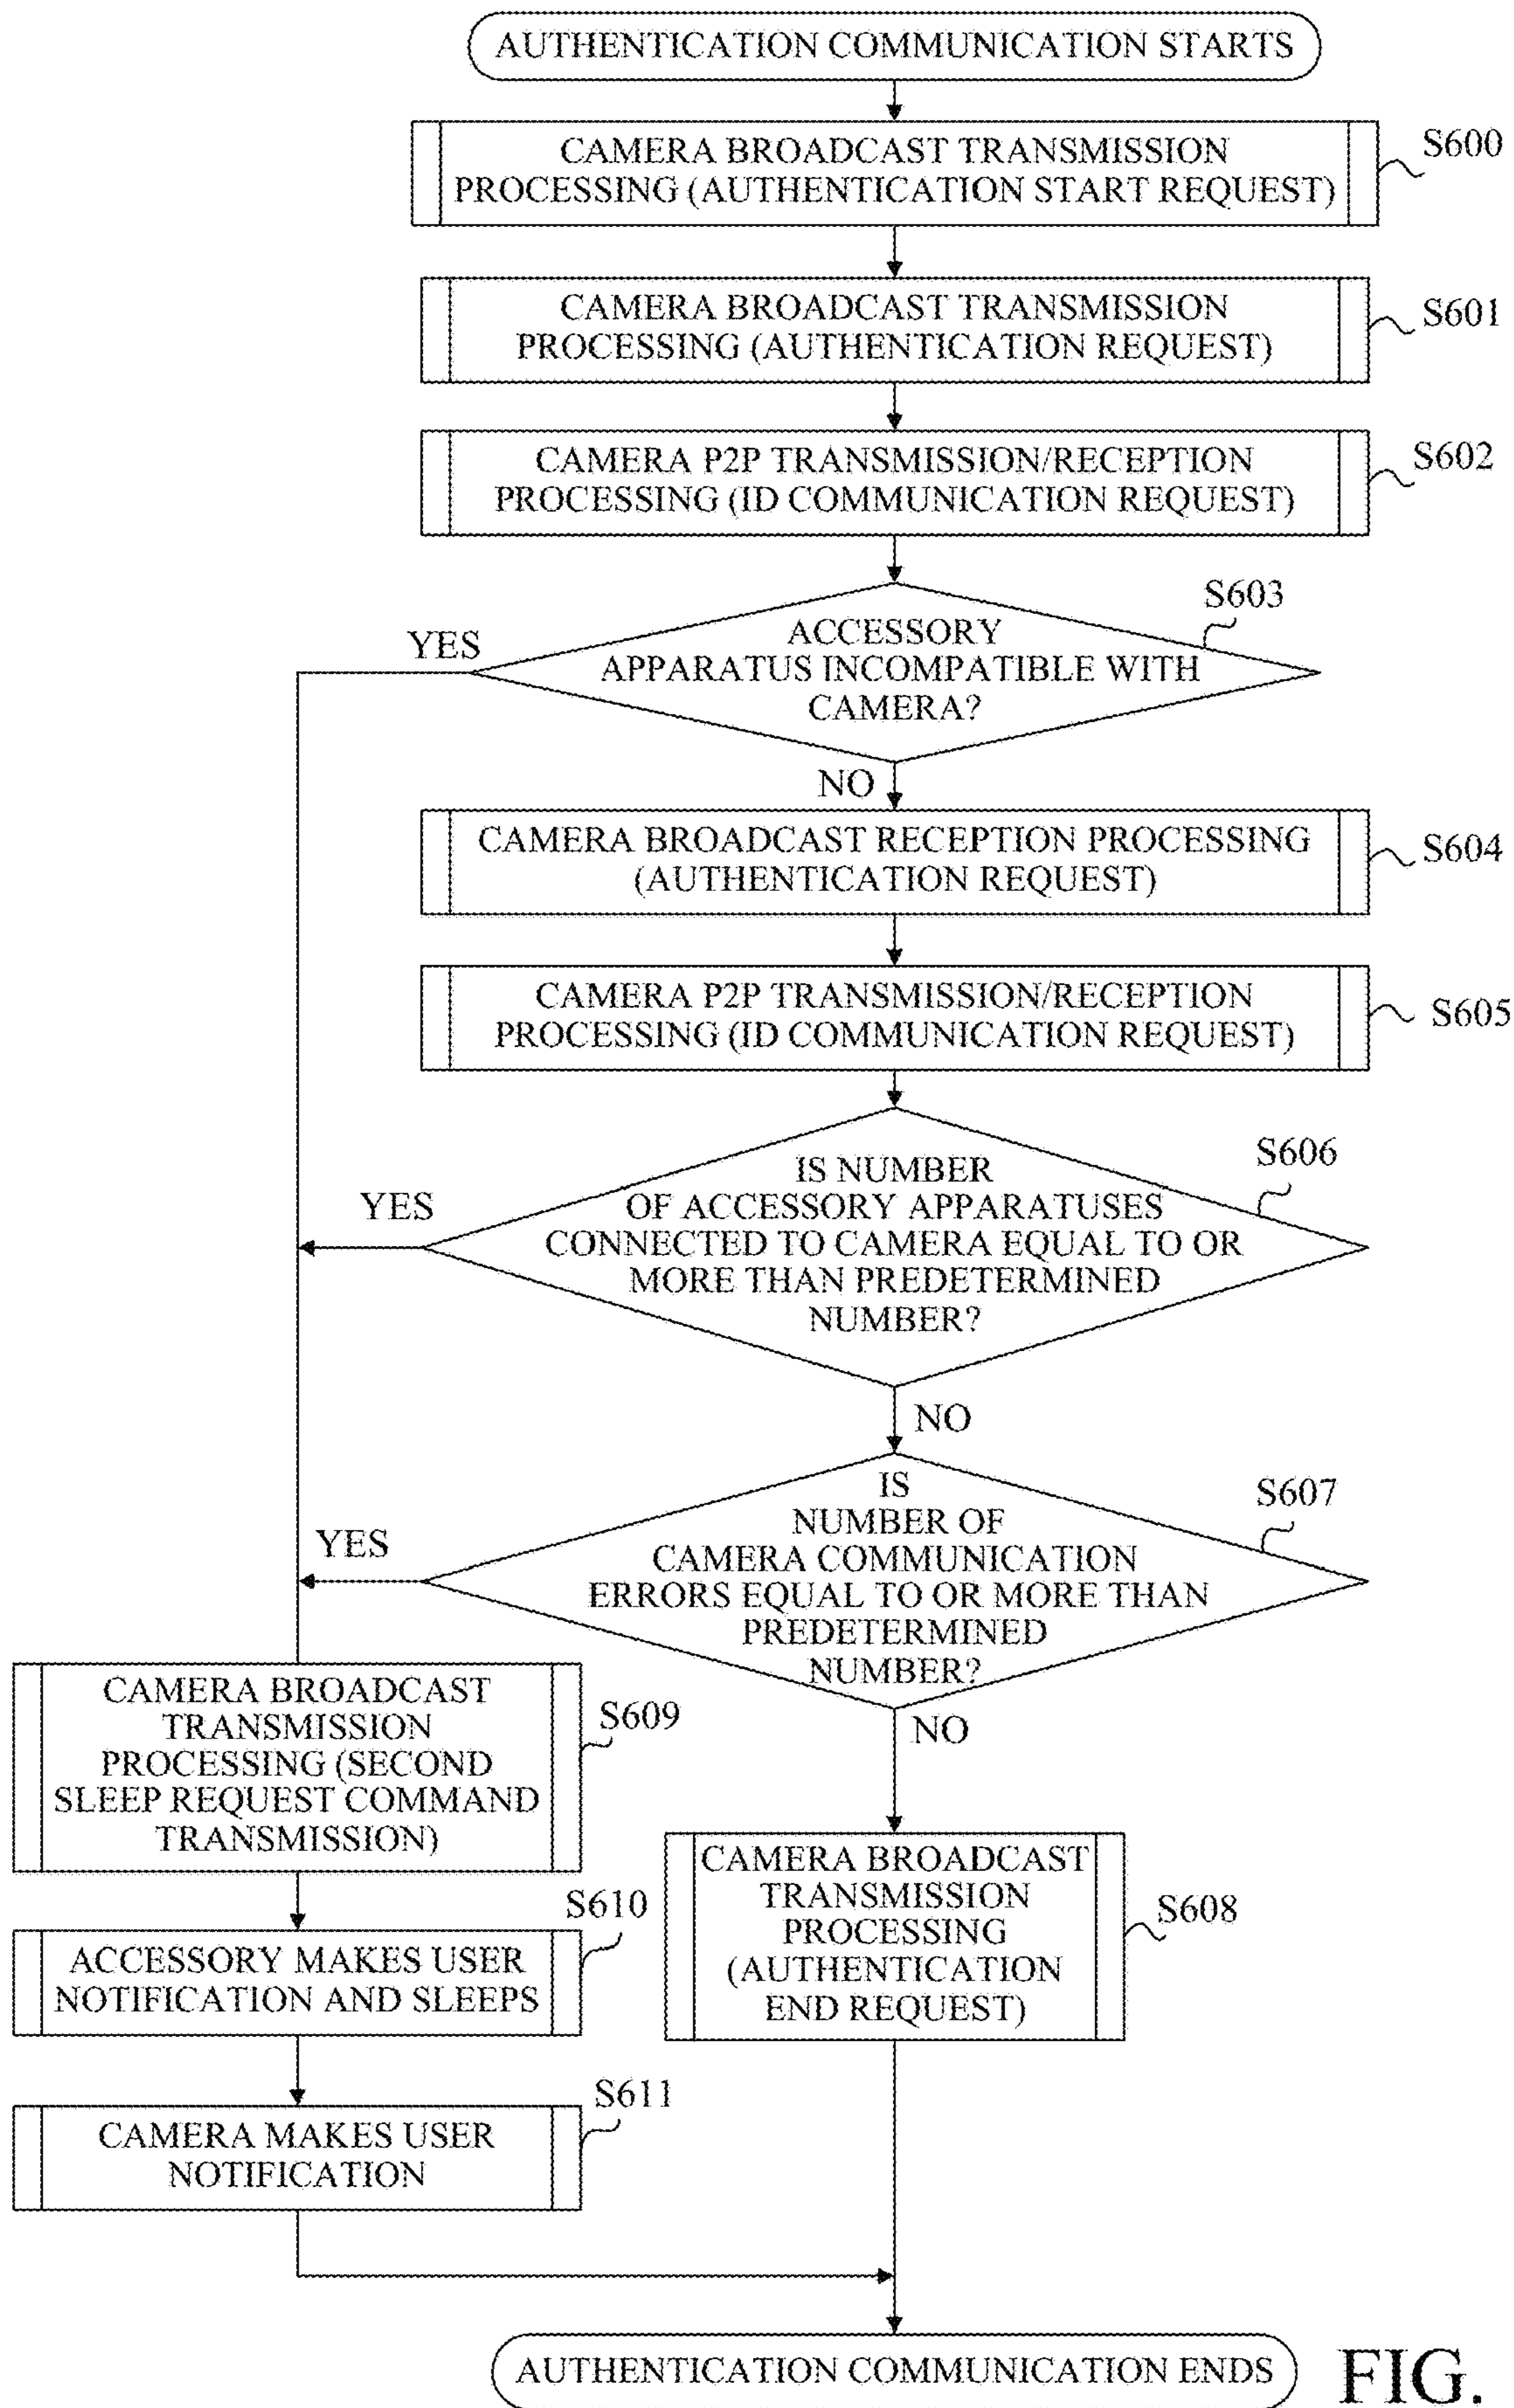 AUTHENTICATION COMMUNICATION STARTS
CAMERA BROADCAST TRANSMISSION
PROCESSING (AUTHENTICATION START REQUEST)
S600
CAMERA BROADCAST TRANSMISSION
PROCESSING (AUTHENTICATION REQUEST)
S601
CAMERA P2P TRANSMISSION/RECEPTION
PROCESSING (ID COMMUNICATION REQUEST)
S602
S603
YES
ACCESSORY
APPARATUS INCOMPATIBLE WITH
CAMERA?
NO
CAMERA BROADCAST RECEPTION PROCESSING
(AUTHENTICATION REQUEST)
S604
CAMERA P2P TRANSMISSION/RECEPTION
PROCESSING (ID COMMUNICATION REQUEST)
S605
S606
YES
IS NUMBER
OF ACCESSORY APPARATUSES
CONNECTED TO CAMERA EQUAL TO OR
MORE THAN PREDETERMINED
NUMBER?
NO
S607
YES
IS
NUMBER OF
CAMERA COMMUNICATION
ERRORS EQUAL TO OR MORE THAN
PREDETERMINED
NUMBER?
NO
CAMERA BROADCAST
TRANSMISSION
PROCESSING (SECOND
SLEEP REQUEST COMMAND
TRANSMISSION)
S609
CAMERA BROADCAST
TRANSMISSION
PROCESSING
(AUTHENTICATION
END REQUEST)
S608
S610
ACCESSORY MAKES USER
NOTIFICATION AND SLEEPS
S611
CAMERA MAKES USER
NOTIFICATION
AUTHENTICATION COMMUNICATION ENDS
FIG.